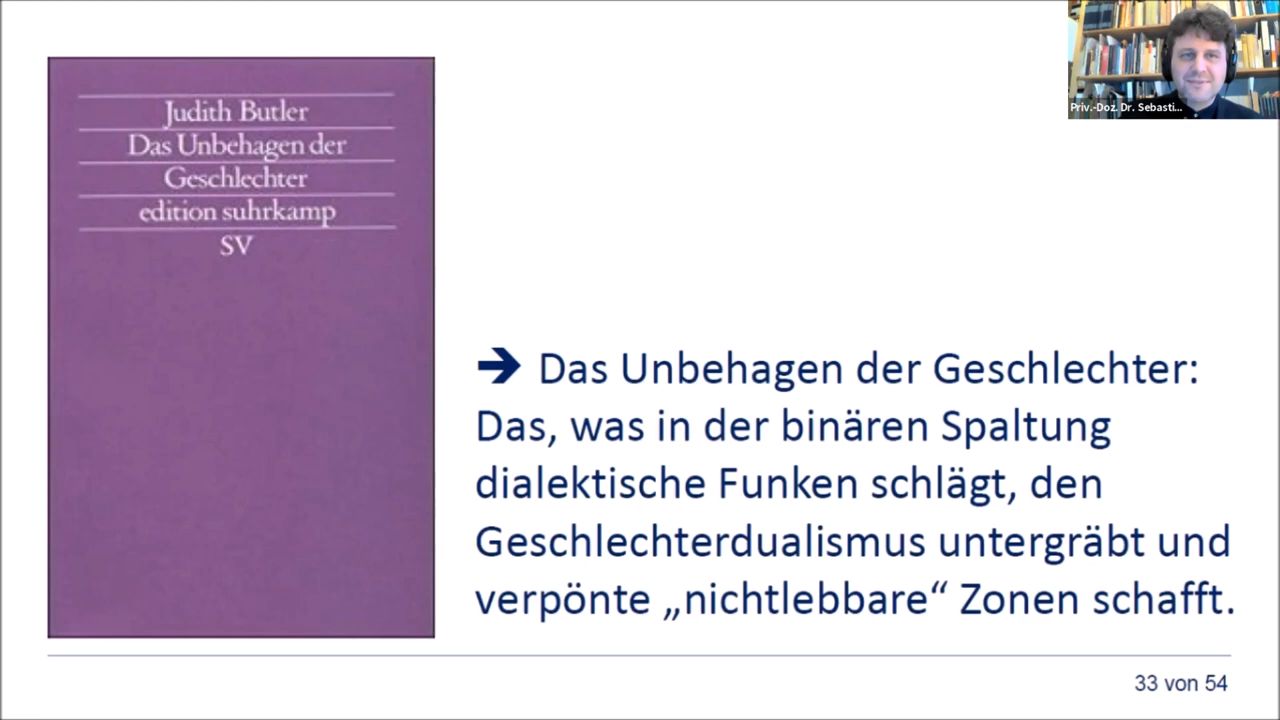 Judith Butler
Das Unbehagen der
Geschlechter
edition suhrkamp
SV
Priv.-Doz. Dr. Sebasti...
➔ Das Unbehagen der Geschlechter:
Das, was in der binären Spaltung
dialektische Funken schlägt, den
Geschlechterdualismus untergräbt und
verpönte „nichtlebbare“ Zonen schafft.
33 von 54